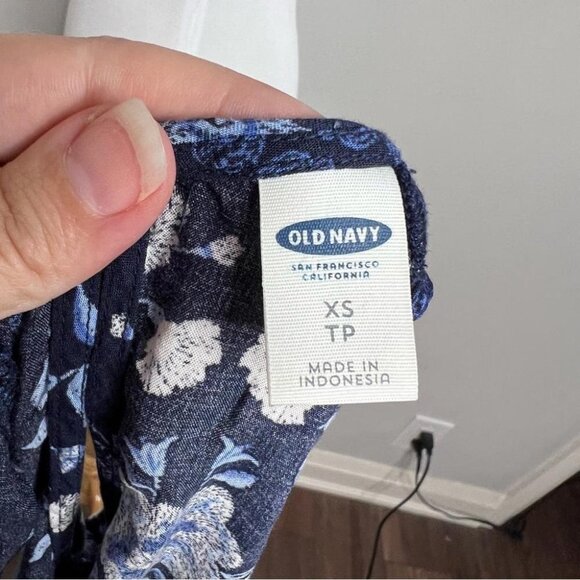 OLD NAVY
SAN FRANCISCO
CALIFORNIA
XS
TP
MADE IN
INDONESIA